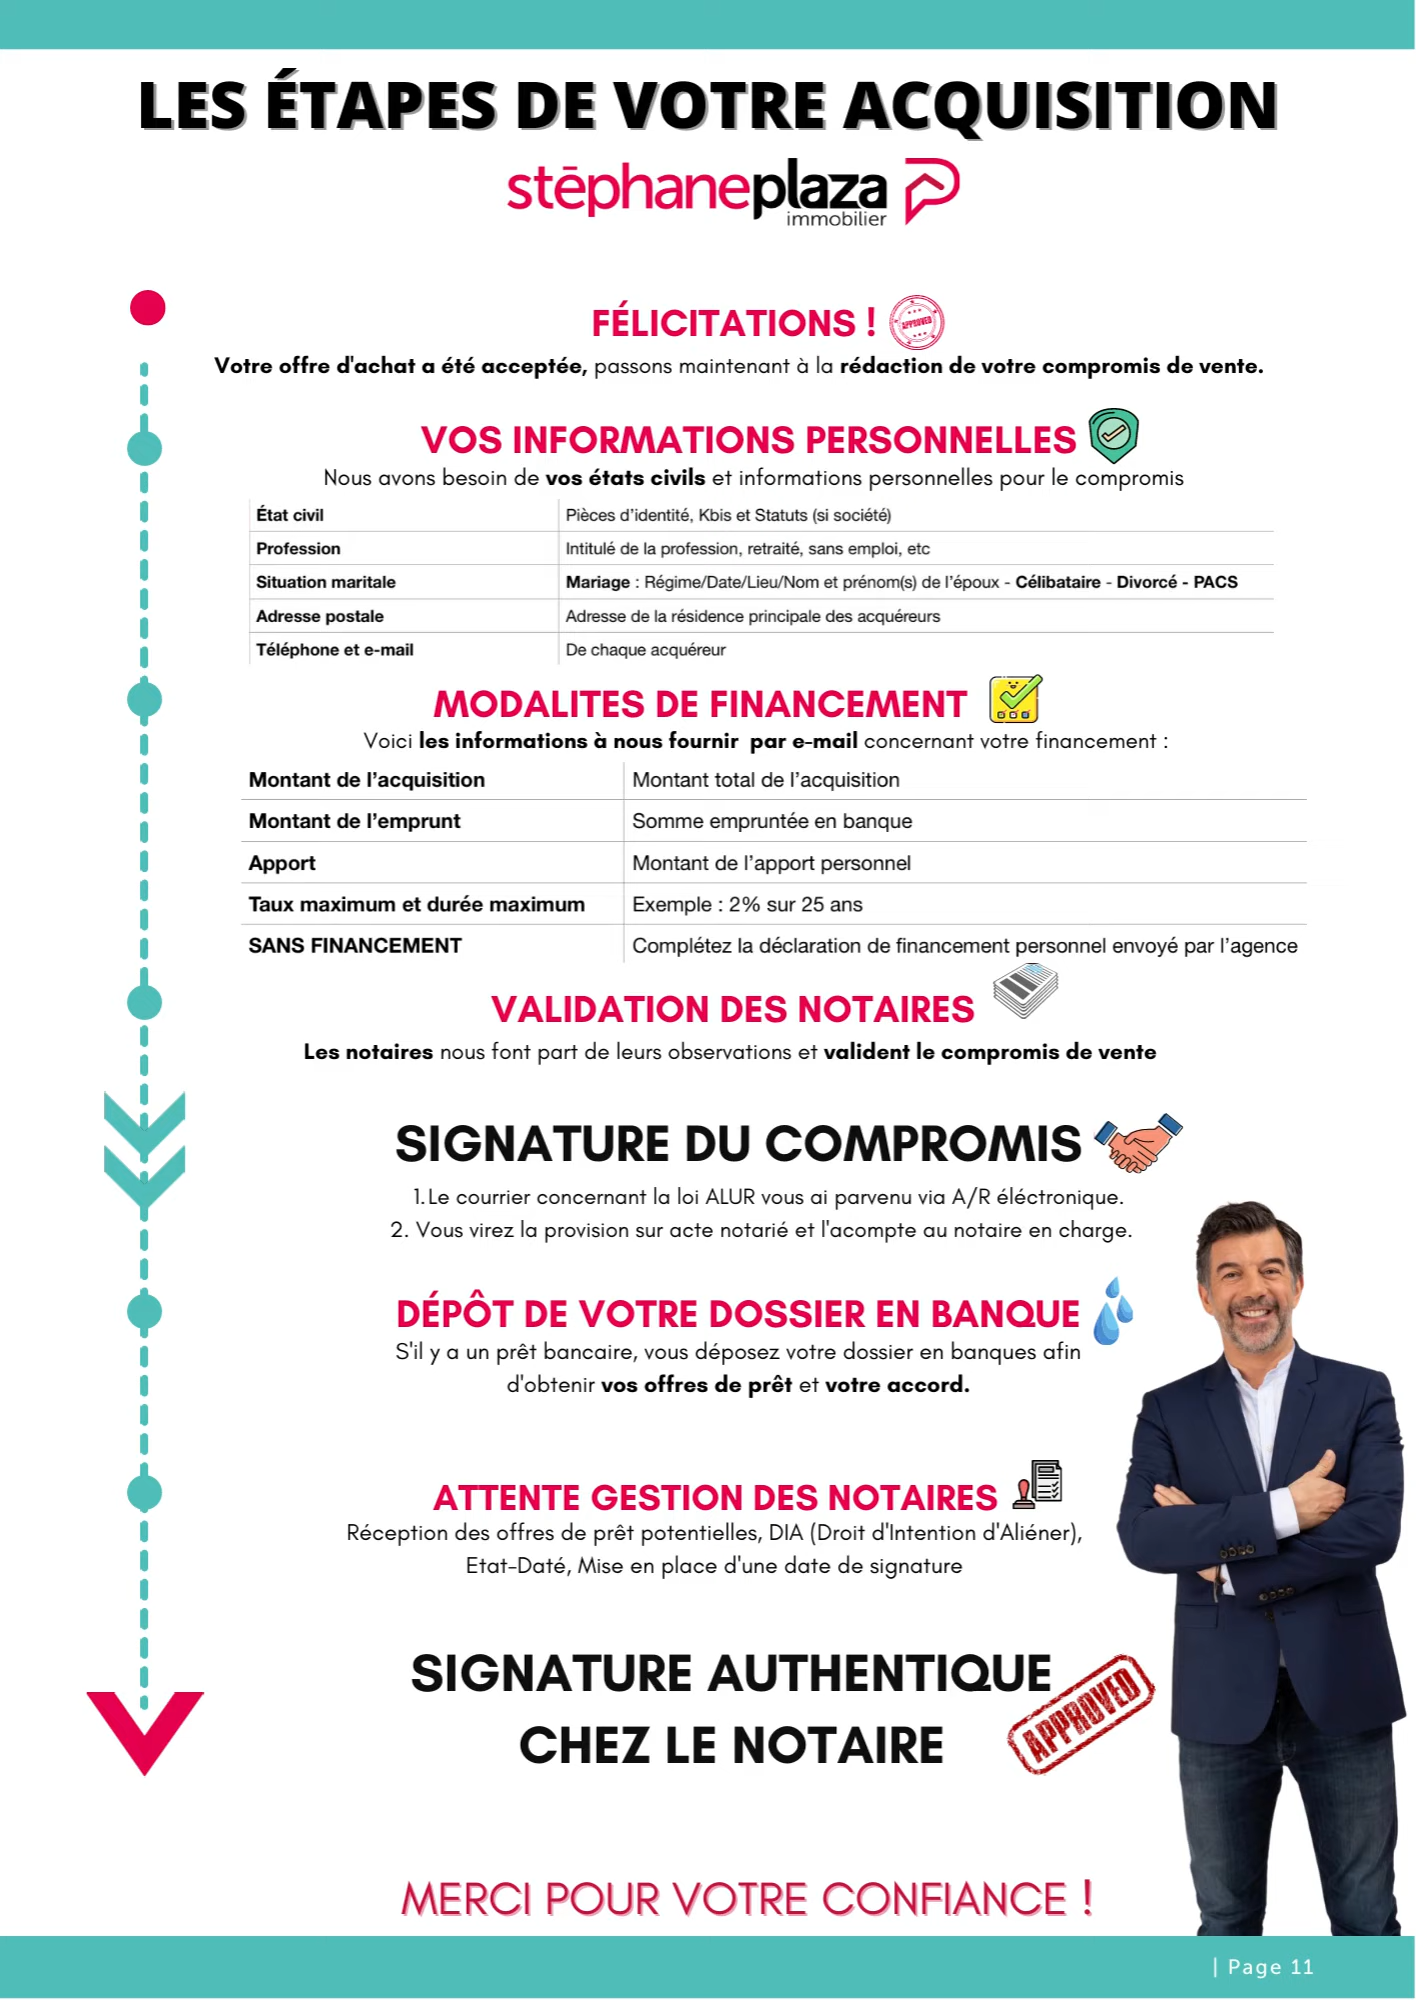 LES ÉTAPES DE VOTRE ACQUISITION
stēphaneplaza
immobilier
FÉLICITATIONS !
APPROVED
Votre offre d'achat a été acceptée, passons maintenant à la rédaction de votre compromis de vente.
VOS INFORMATIONS PERSONNELLES
Nous avons besoin de vos états civils et informations personnelles pour le compromis
État civil Pièces d’identité, Kbis et Statuts (si société)
Profession Intitulé de la profession, retraité, sans emploi, etc
Situation maritale Mariage : Régime/Date/Lieu/Nom et prénom(s) de l’époux - Célibataire - Divorcé - PACS
Adresse postale Adresse de la résidence principale des acquéreurs
Téléphone et e-mail De chaque acquéreur
MODALITES DE FINANCEMENT
Voici les informations à nous fournir par e-mail concernant votre financement :
Montant de l’acquisition Montant total de l’acquisition
Montant de l’emprunt Somme empruntée en banque
Apport Montant de l’apport personnel
Taux maximum et durée maximum Exemple : 2% sur 25 ans
SANS FINANCEMENT Complétez la déclaration de financement personnel envoyé par l’agence
VALIDATION DES NOTAIRES
Les notaires nous font part de leurs observations et valident le compromis de vente
SIGNATURE DU COMPROMIS
1. Le courrier concernant la loi ALUR vous ai parvenu via A/R éléctronique.
2. Vous virez la provision sur acte notarié et l'acompte au notaire en charge.
DÉPÔT DE VOTRE DOSSIER EN BANQUE
S'il y a un prêt bancaire, vous déposez votre dossier en banques afin
d'obtenir vos offres de prêt et votre accord.
ATTENTE GESTION DES NOTAIRES
Réception des offres de prêt potentielles, DIA (Droit d'Intention d'Aliéner),
Etat-Daté, Mise en place d'une date de signature
SIGNATURE AUTHENTIQUE
CHEZ LE NOTAIRE
APPROVED
MERCI POUR VOTRE CONFIANCE !
| Page 11